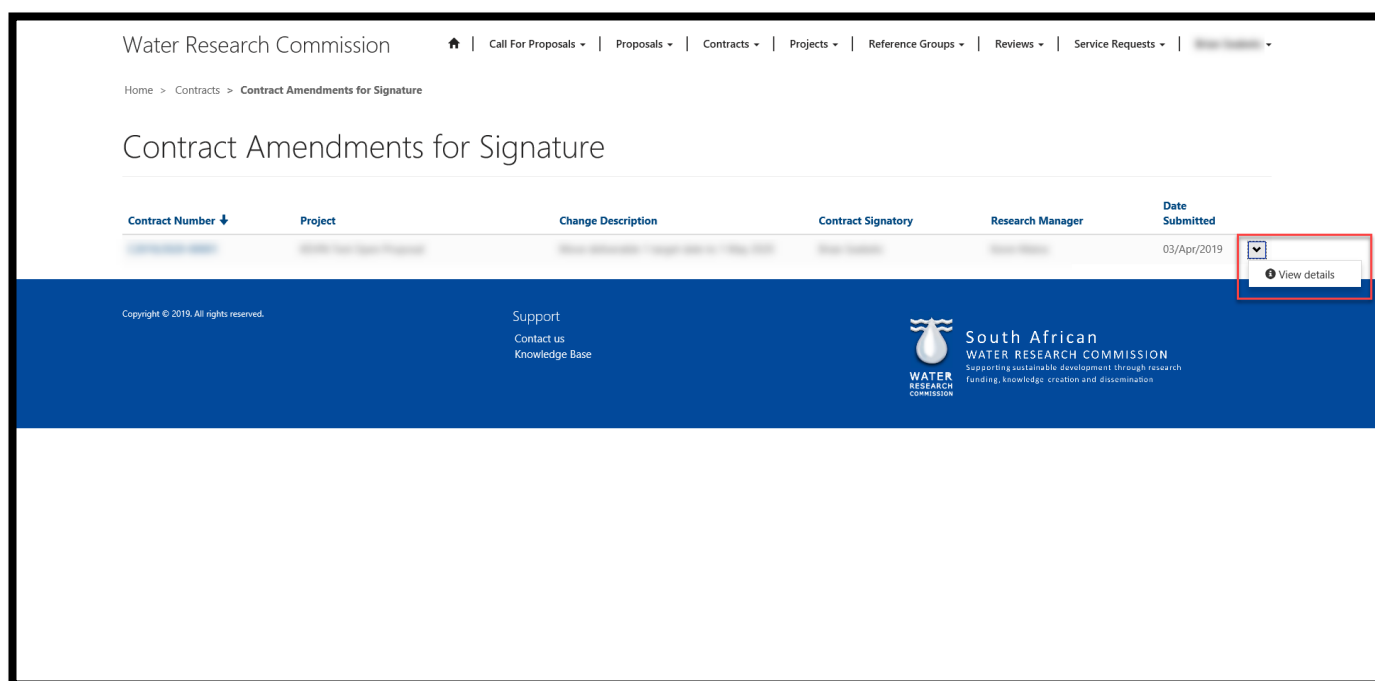 Water Research Commission
Call For Proposals | Proposals | Contracts | Projects | Reference Groups | Reviews | Service Requests |
Home > Contracts > Contract Amendments for Signature
Contract Amendments for Signature
Contract Number Project Change Description Contract Signatory Research Manager Date Submitted
03/Apr/2019
View details
Copyright © 2019. All rights reserved.
Support
Contact us
Knowledge Base
WATER
RESEARCH
COMMISSION
South African
WATER RESEARCH COMMISSION
Supporting sustainable development through research
funding, knowledge creation and dissemination